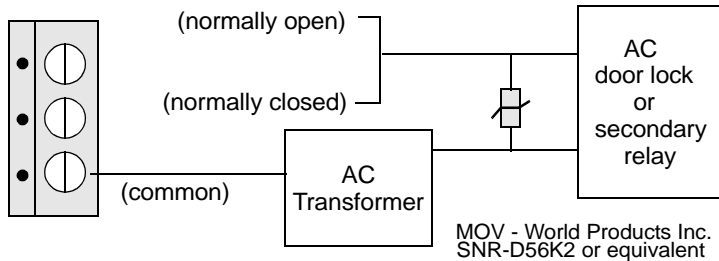 (normally open)
(normally closed)
(common)
AC
Transformer
AC
door lock
or
secondary
relay
MOV - World Products Inc.
SNR-D56K2 or equivalent